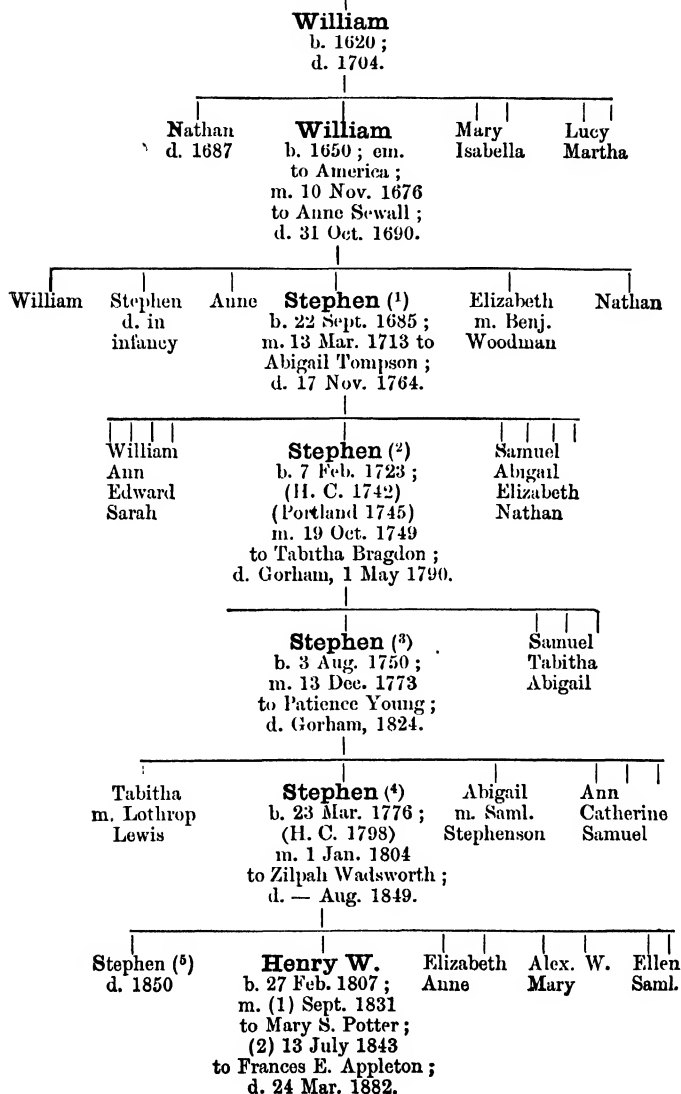 William
b. 1620 ;
d. 1704.
Nathan
d. 1687
William
b. 1650 ; em.
to America ;
m. 10 Nov. 1676
to Anne Sewall ;
d. 31 Oct. 1690.
Mary
Isabella
Lucy
Martha
William
Stephen
d. in
infancy
Anne
Stephen (¹)
b. 22 Sept. 1685 ;
m. 13 Mar. 1713 to
Abigail Tompson ;
d. 17 Nov. 1764.
Elizabeth
m. Benj.
Woodman
Nathan
William
Ann
Edward
Sarah
Stephen (²)
b. 7 Feb. 1723 ;
(H. C. 1742)
(Portland 1745)
m. 19 Oct. 1749
to Tabitha Bragdon ;
d. Gorham, 1 May 1790.
Samuel
Abigail
Elizabeth
Nathan
Stephen (³)
b. 3 Aug. 1750 ;
m. 13 Dec. 1773
to Patience Young ;
d. Gorham, 1824.
Samuel
Tabitha
Abigail
Tabitha
m. Lothrop
Lewis
Stephen (⁴)
b. 23 Mar. 1776 ;
(H. C. 1798)
m. 1 Jan. 1804
to Zilpah Wadsworth ;
d. — Aug. 1849.
Abigail
m. Saml.
Stephenson
Ann
Catherine
Samuel
Stephen (⁵)
d. 1850
Henry W.
b. 27 Feb. 1807 ;
m. (1) Sept. 1831
to Mary S. Potter ;
(2) 13 July 1843
to Frances E. Appleton ;
d. 24 Mar. 1882.
Elizabeth
Anne
Alex. W.
Mary
Ellen
Saml.